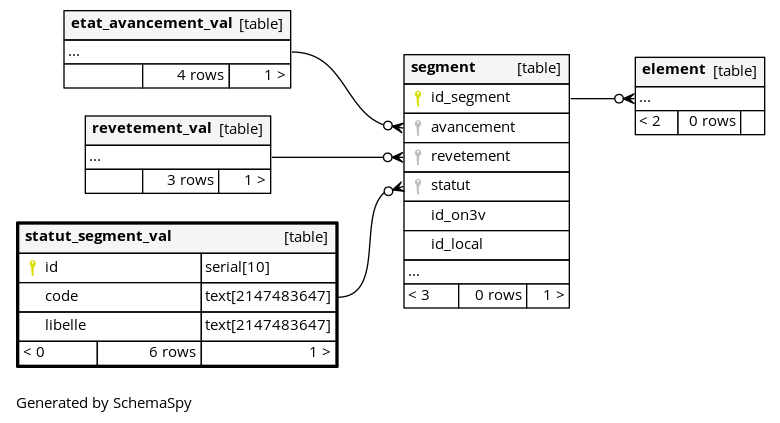 etat_avancement_val [table]
...
4 rows 1 >
revetement_val [table]
...
3 rows 1 >
statut_segment_val [table]
id serial[10]
code text[2147483647]
libelle text[2147483647]
< 0 6 rows 1 >
segment [table]
id_segment
avancement
revetement
statut
id_on3v
id_local
...
< 3 0 rows 1 >
element [table]
...
< 2 0 rows
Generated by SchemaSpy